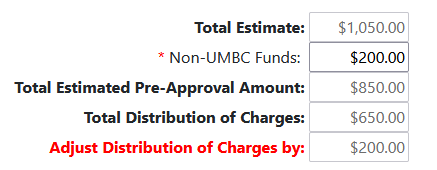 Total Estimate: $1,050.00
* Non-UMBC Funds: $200.00
Total Estimated Pre-Approval Amount: $850.00
Total Distribution of Charges: $650.00
Adjust Distribution of Charges by: $200.00